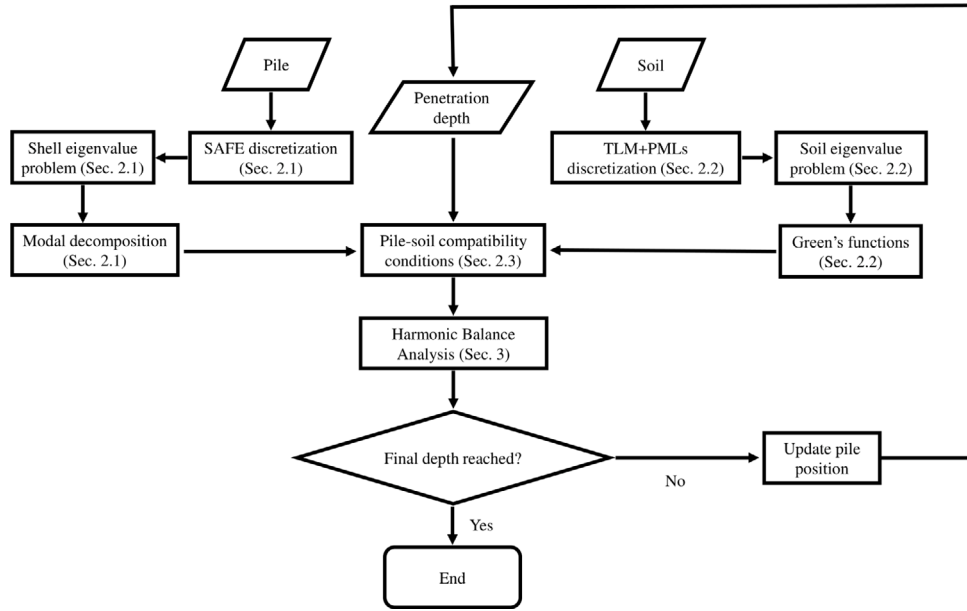 Pile
Penetration
depth
Soil
Shell eigenvalue
problem (Sec. 2.1)
SAFE discretization
(Sec. 2.1)
TLM+PMLs
discretization (Sec. 2.2)
Soil eigenvalue
problem (Sec. 2.2)
Modal decomposition
(Sec. 2.1)
Pile-soil compatibility
conditions (Sec. 2.3)
Green's functions
(Sec. 2.2)
Harmonic Balance
Analysis (Sec. 3)
Final depth reached?
No
Update pile
position
Yes
End